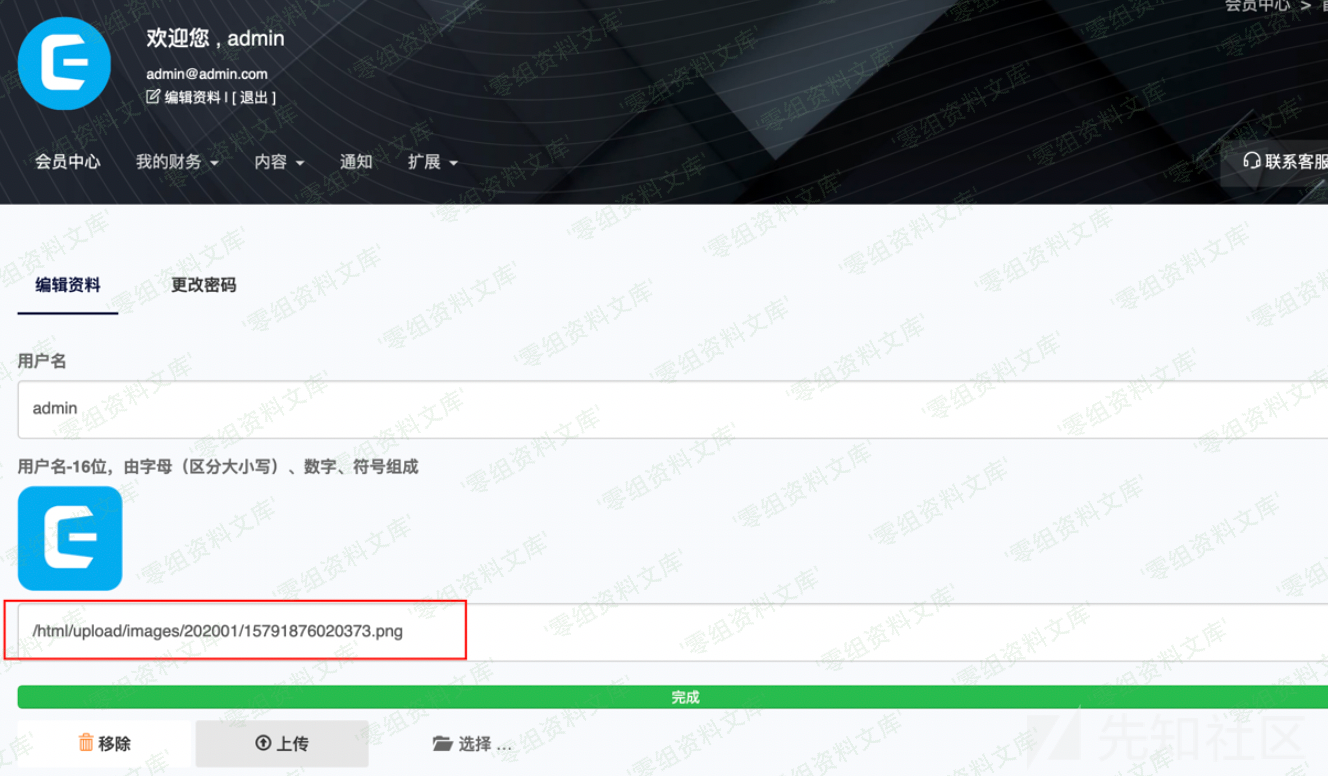 会员中心 >
欢迎您 , admin
admin@admin.com
编辑资料 | [ 退出 ]
会员中心 我的财务 内容 通知 扩展
联系客服
编辑资料 更改密码
用户名
admin
用户名-16位，由字母（区分大小写）、数字、符号组成
/html/upload/images/202001/15791876020373.png
完成
移除 上传 选择 ...
零组资料文库
先知社区